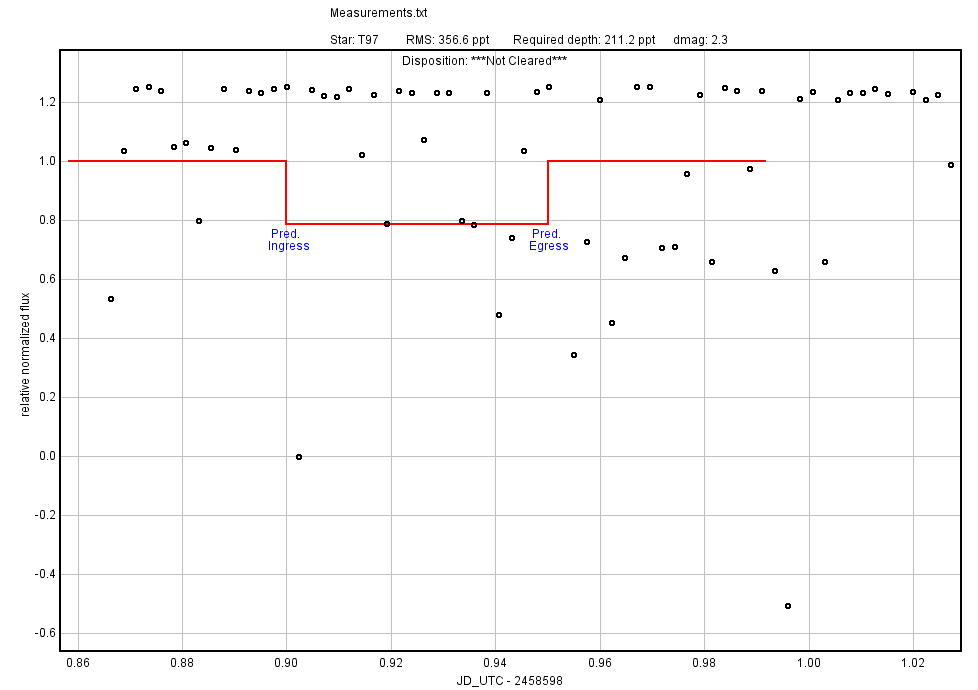 Measurements.txt
Star: T97 RMS: 356.6 ppt Required depth: 211.2 ppt dmag: 2.3
Disposition: ***Not Cleared***
1.2
1.0
0.8
0.6
0.4
0.2
0.0
-0.2
-0.4
-0.6
relative normalized flux
Pred.
Ingress
Pred.
Egress
0.86 0.88 0.90 0.92 0.94 0.96 0.98 1.00 1.02
JD_UTC - 2458598